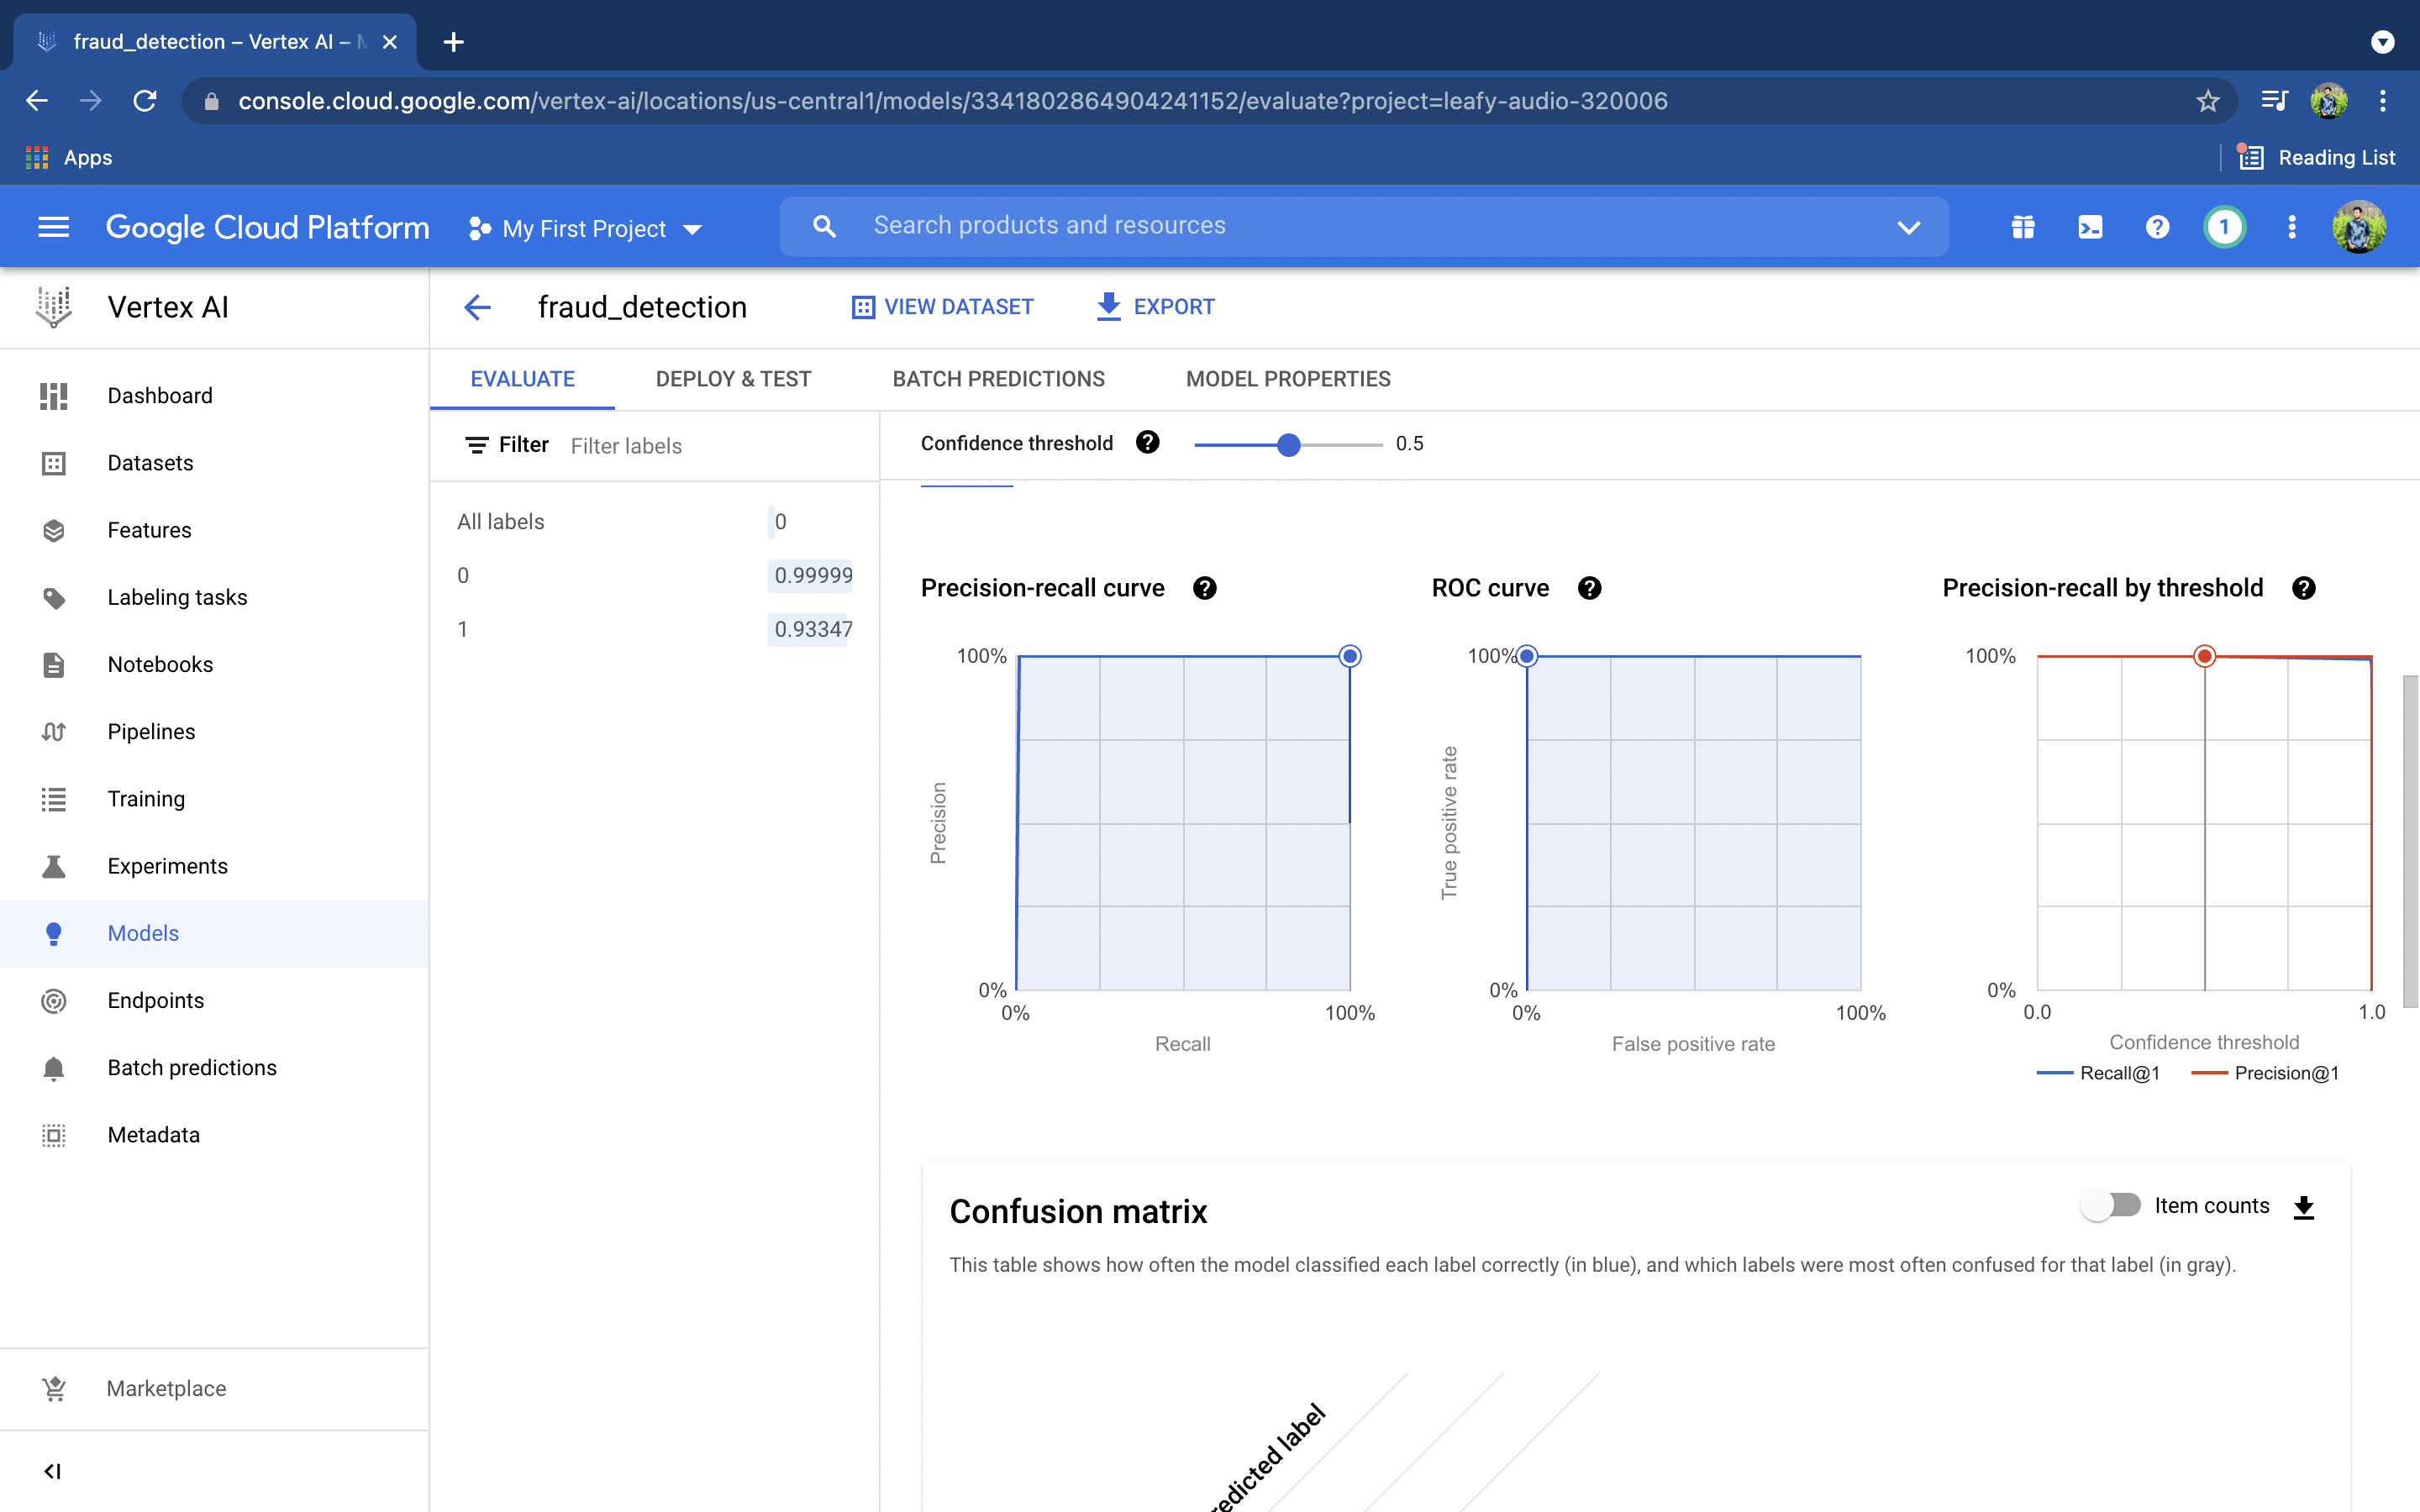 fraud_detection – Vertex AI – M
console.cloud.google.com/vertex-ai/locations/us-central1/models/3341802864904241152/evaluate?project=leafy-audio-320006
Apps
Reading List
Google Cloud Platform
My First Project
Search products and resources
1
Vertex AI
fraud_detection
VIEW DATASET
EXPORT
Dashboard
Datasets
Features
Labeling tasks
Notebooks
Pipelines
Training
Experiments
Models
Endpoints
Batch predictions
Metadata
Marketplace
EVALUATE
DEPLOY & TEST
BATCH PREDICTIONS
MODEL PROPERTIES
Filter Filter labels
All labels 0
0 0.99999
1 0.93347
Confidence threshold 0.5
Precision-recall curve
100%
Precision
0%
0% 100%
Recall
ROC curve
100%
True positive rate
0%
0% 100%
False positive rate
Precision-recall by threshold
100%
0%
0.0 1.0
Confidence threshold
Recall@1 Precision@1
Confusion matrix
Item counts
This table shows how often the model classified each label correctly (in blue), and which labels were most often confused for that label (in gray).
redicted label